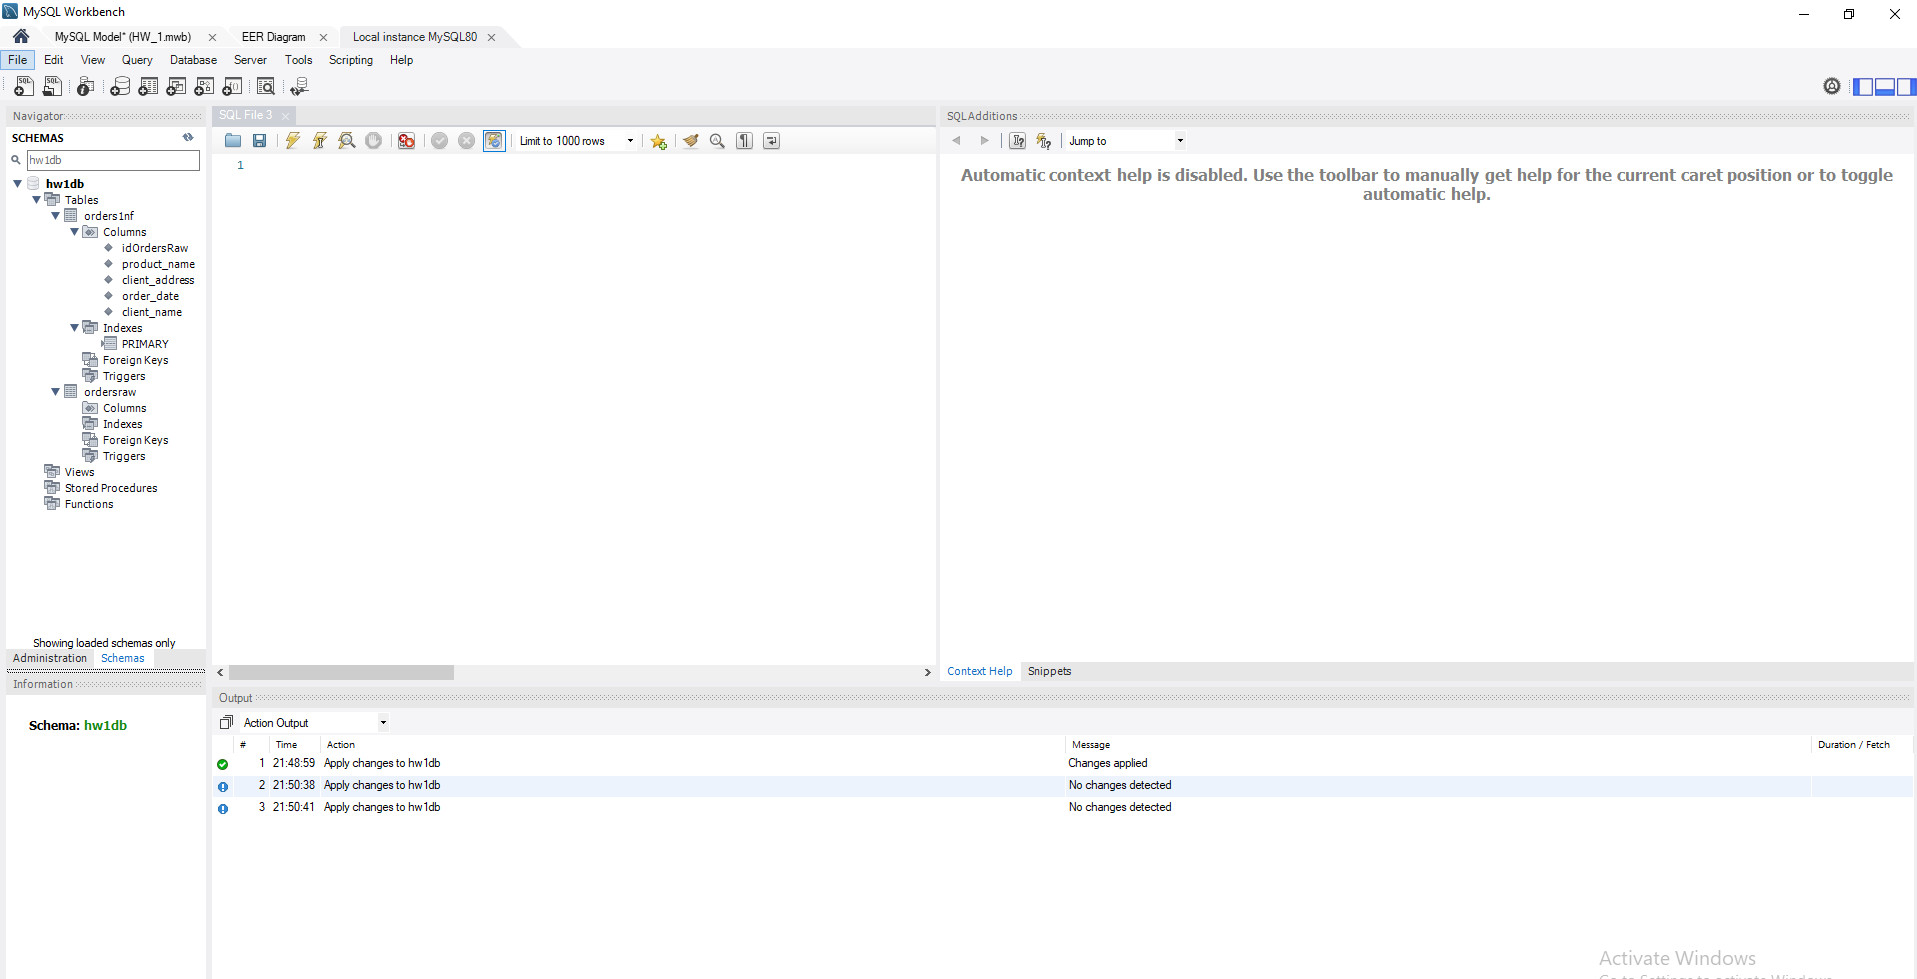 MySQL Workbench
MySQL Model* (HW_1.mwb)
EER Diagram
Local instance MySQL80
File Edit View Query Database Server Tools Scripting Help
Navigator
SCHEMAS
hw1db
hw1db
Tables
orders1nf
Columns
idOrdersRaw
product_name
client_address
order_date
client_name
Indexes
PRIMARY
Foreign Keys
Triggers
ordersraw
Columns
Indexes
Foreign Keys
Triggers
Views
Stored Procedures
Functions
Showing loaded schemas only
Administration Schemas
Information
Schema: hw1db
SQL File 3
Limit to 1000 rows
1
SQLAdditions
Jump to
Automatic context help is disabled. Use the toolbar to manually get help for the current caret position or to toggle
automatic help.
Context Help Snippets
Output
Action Output
# Time Action Message Duration / Fetch
1 21:48:59 Apply changes to hw1db Changes applied
2 21:50:38 Apply changes to hw1db No changes detected
3 21:50:41 Apply changes to hw1db No changes detected
Activate Windows